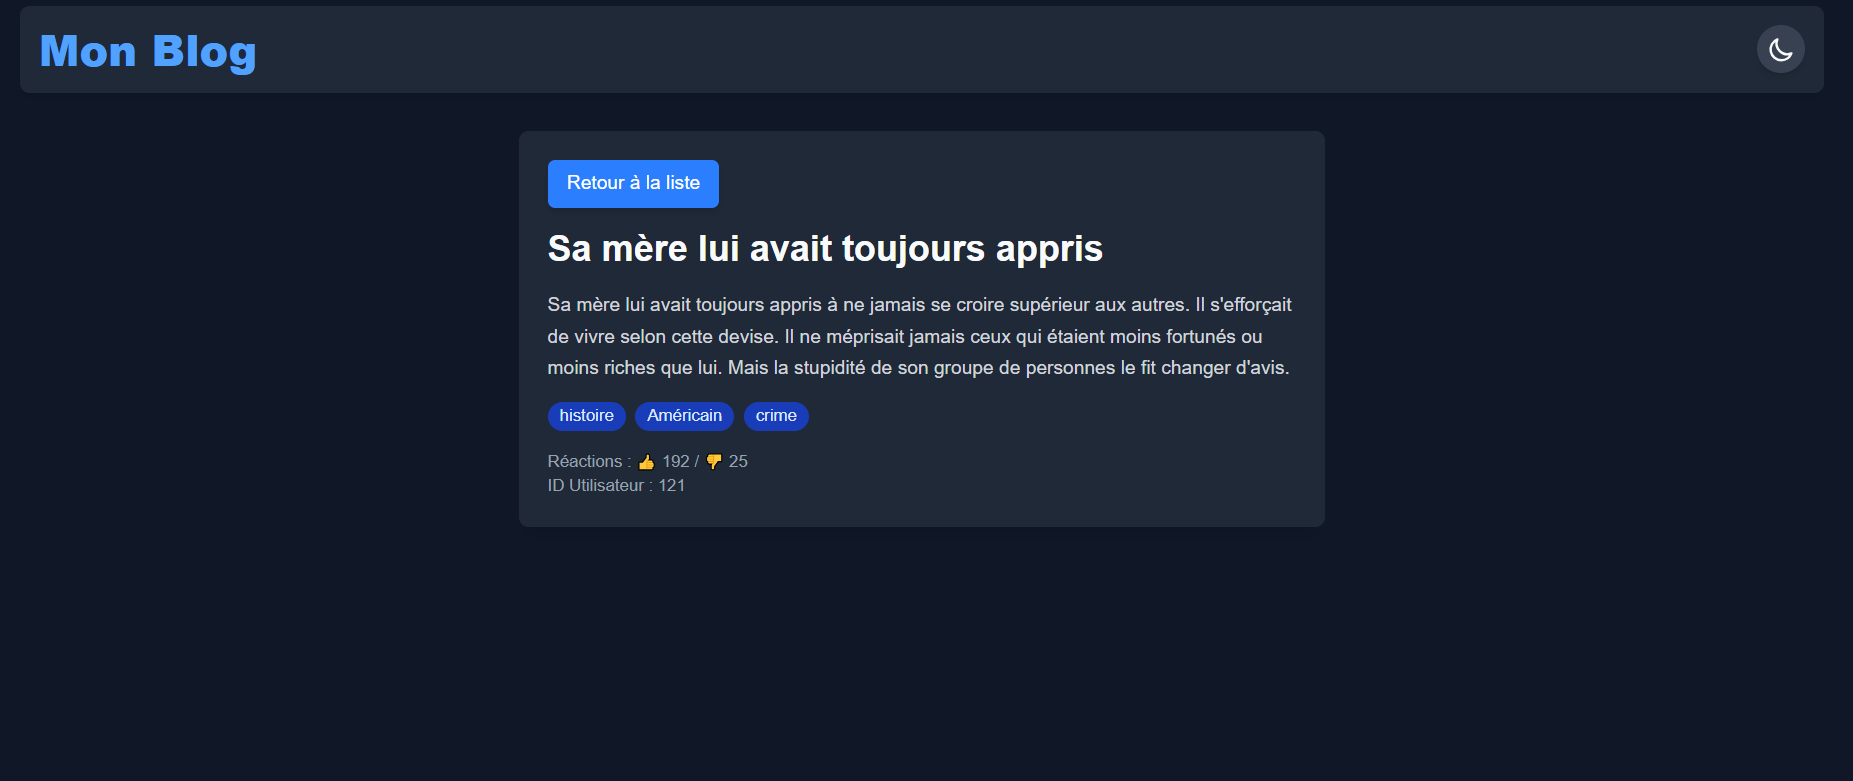 Mon Blog
Retour à la liste
Sa mère lui avait toujours appris
Sa mère lui avait toujours appris à ne jamais se croire supérieur aux autres. Il s'efforçait
de vivre selon cette devise. Il ne méprisait jamais ceux qui étaient moins fortunés ou
moins riches que lui. Mais la stupidité de son groupe de personnes le fit changer d'avis.
histoire Américain crime
Réactions : 👍 192 / 👎 25
ID Utilisateur : 121